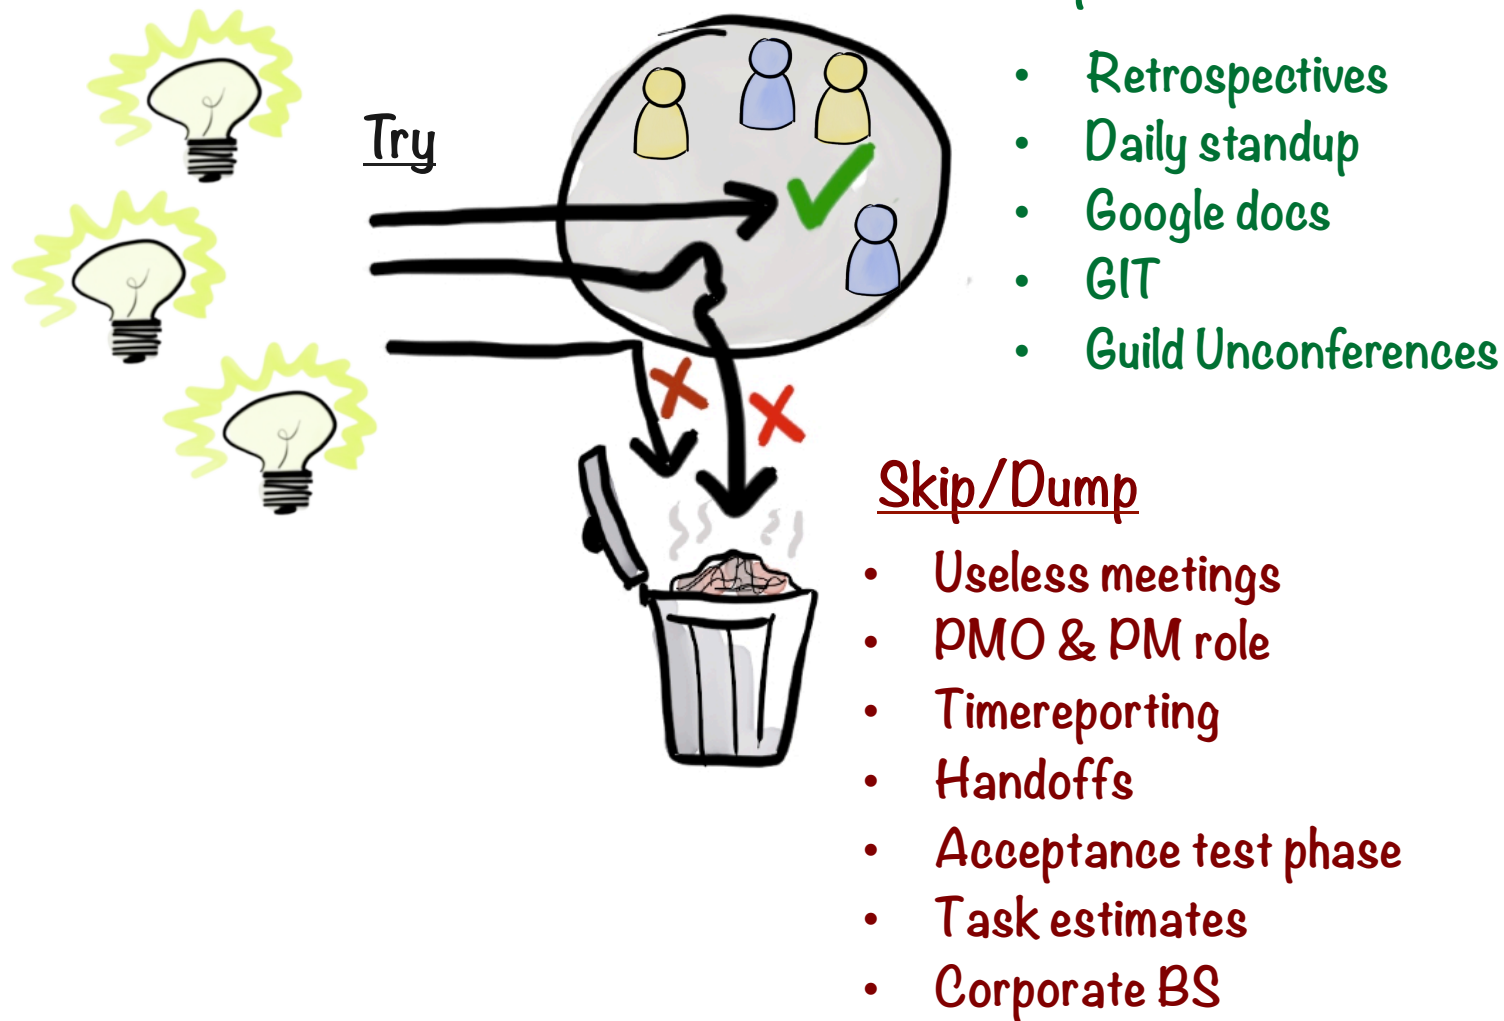 Try
• Retrospectives
• Daily standup
• Google docs
• GIT
• Guild Unconferences
Skip/Dump
• Useless meetings
• PMO & PM role
• Timereporting
• Handoffs
• Acceptance test phase
• Task estimates
• Corporate BS